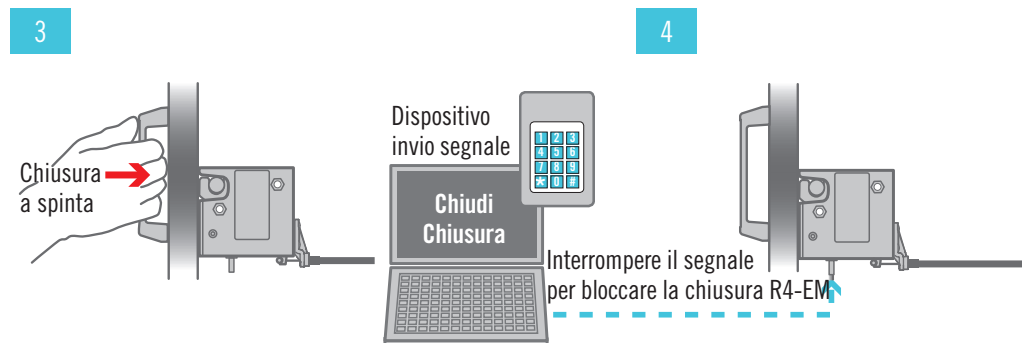 3
4
Chiusura
a spinta
Dispositivo
invio segnale
1 2 3
4 5 6
7 8 9
* 0 #
Chiudi
Chiusura
Interrompere il segnale
per bloccare la chiusura R4-EM